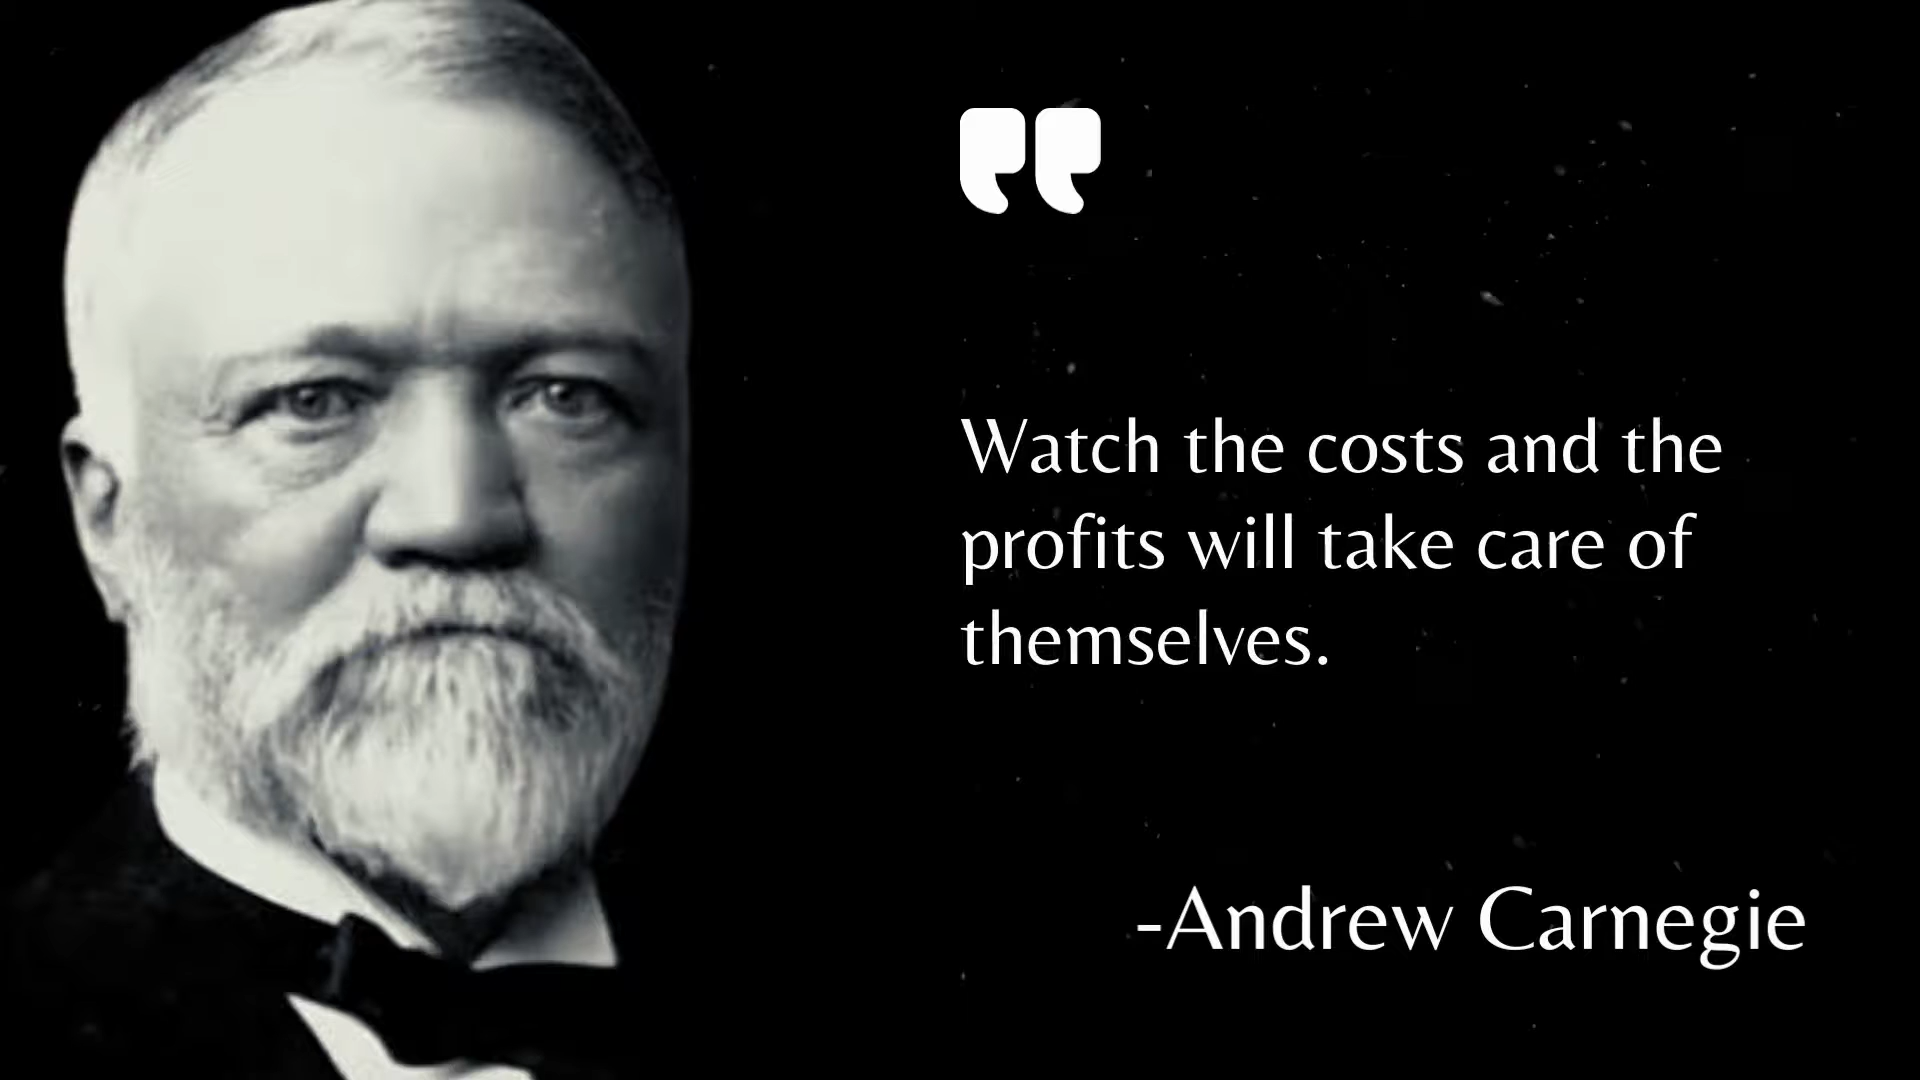 Watch the costs and the
profits will take care of
themselves.
-Andrew Carnegie